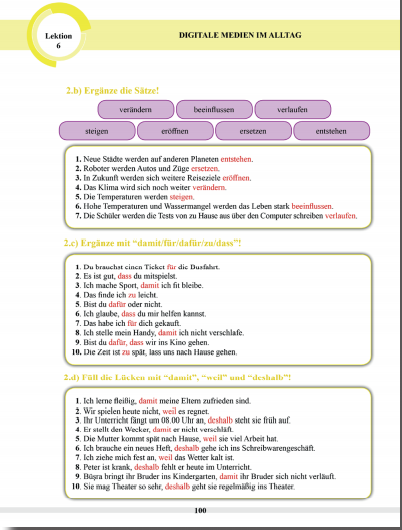 Lektion
6
DIGITALE MEDIEN IM ALLTAG
2.b) Ergänze die Sätze!
verändern
beeinflussen
verlaufen
steigen
eröffnen
ersetzen
entstehen
1. Neue Städte werden auf anderen Planeten entstehen.
2. Roboter werden Autos und Züge ersetzen.
3. In Zukunft werden sich weitere Reiseziele eröffnen.
4. Das Klima wird sich noch weiter verändern.
5. Die Temperaturen werden steigen.
6. Hohe Temperaturen und Wassermangel werden das Leben stark beeinflussen.
7. Die Schüler werden die Tests von zu Hause aus über den Computer schreiben verlaufen.
2.c) Ergänze mit “damit/für/dafür/zu/dass”!
1. Du brauchst einen Ticket für die Busfahrt.
2. Es ist gut, dass du mitspielst.
3. Ich mache Sport, damit ich fit bleibe.
4. Das finde ich zu leicht.
5. Bist du dafür oder nicht.
6. Ich glaube, dass du mir helfen kannst.
7. Das habe ich für dich gekauft.
8. Ich stelle mein Handy, damit ich nicht verschlafe.
9. Bist du dafür, dass wir ins Kino gehen.
10. Die Zeit ist zu spät, lass uns nach Hause gehen.
2.d) Füll die Lücken mit “damit”, “weil” und “deshalb”!
1. Ich lerne fleißig, damit meine Eltern zufrieden sind.
2. Wir spielen heute nicht, weil es regnet.
3. Ihr Unterricht fängt um 08.00 Uhr an, deshalb steht sie früh auf.
4. Er stellt den Wecker, damit er nicht verschläft.
5. Die Mutter kommt spät nach Hause, weil sie viel Arbeit hat.
6. Ich brauche ein neues Heft, deshalb gehe ich ins Schreibwarengeschäft.
7. Ich ziehe mich fest an, weil das Wetter kalt ist.
8. Peter ist krank, deshalb fehlt er heute im Unterricht.
9. Büşra bringt ihr Bruder ins Kindergarten, damit ihr Bruder sich nicht verläuft.
10. Sie mag Theater so sehr, deshalb geht sie regelmäßig ins Theater.
100